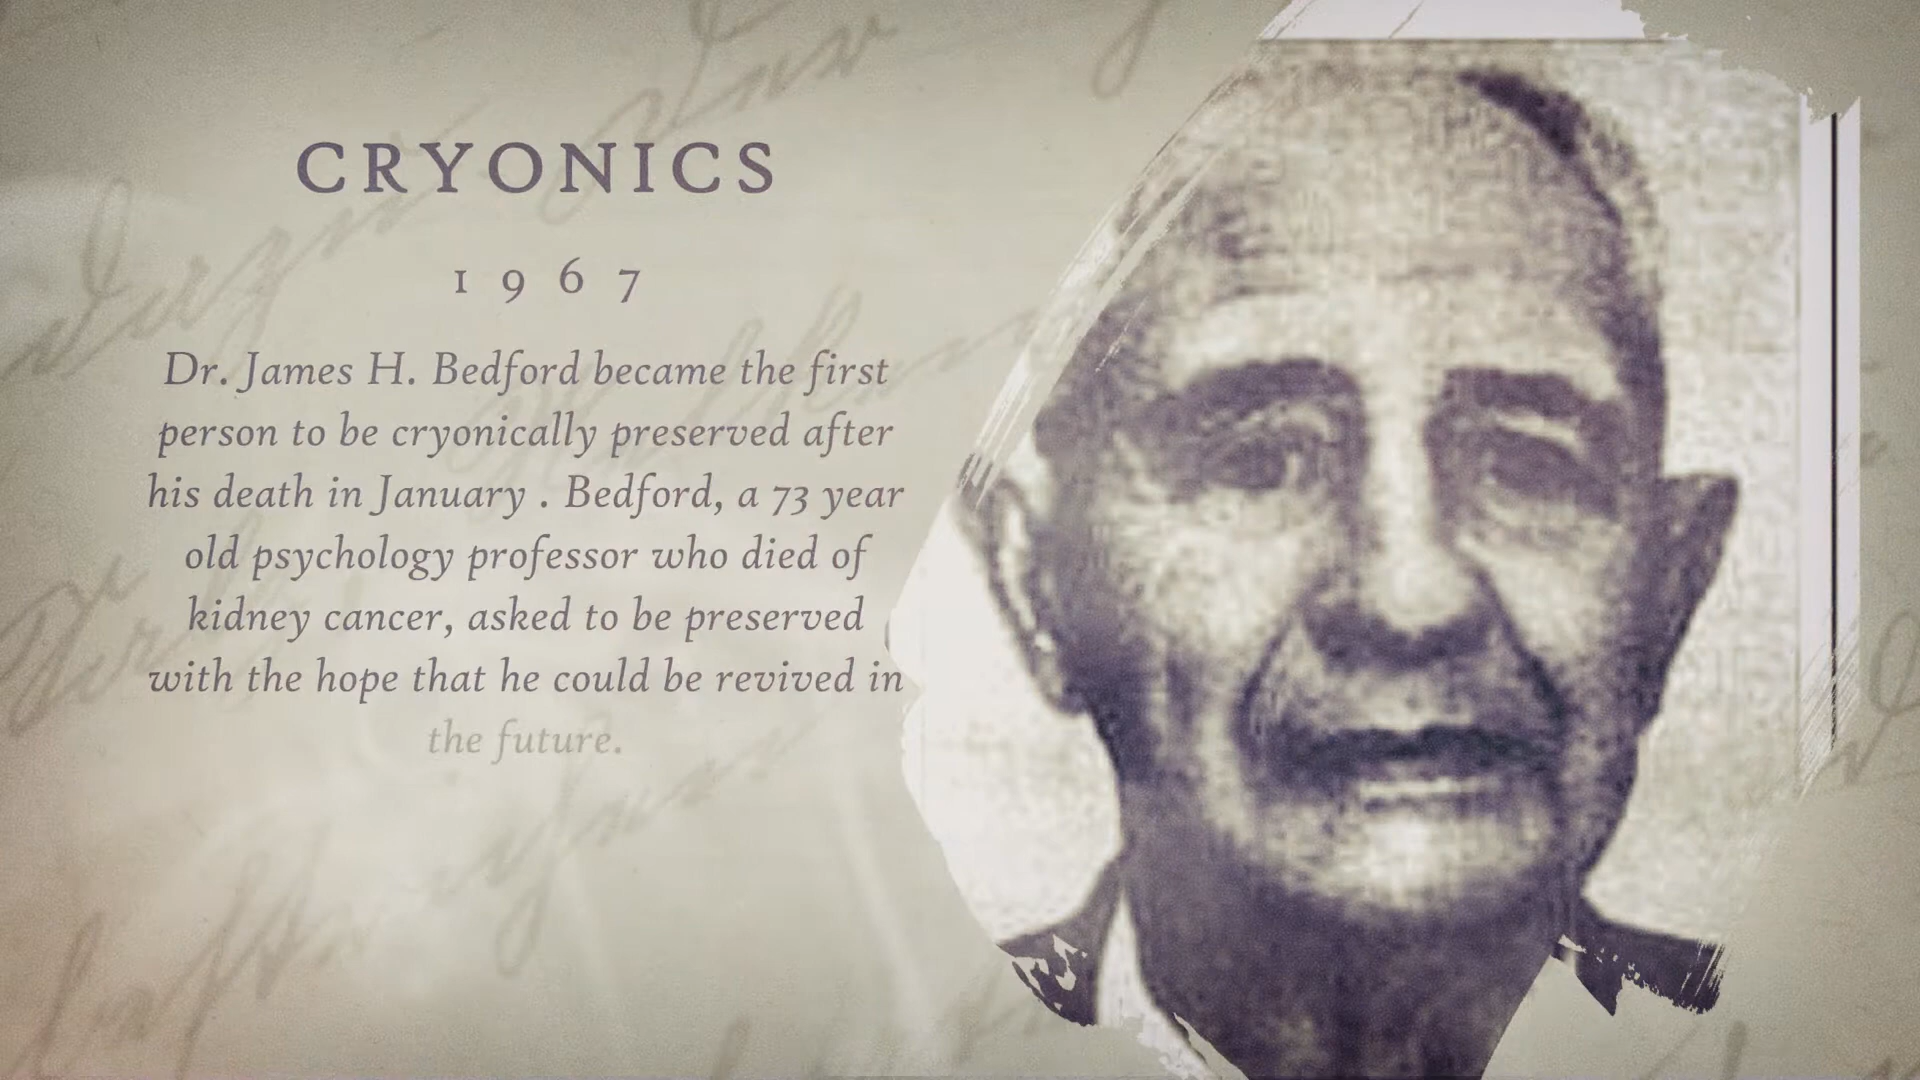 CRYONICS
1967
Dr. James H. Bedford became the first
person to be cryonically preserved after
his death in January . Bedford, a 73 year
old psychology professor who died of
kidney cancer, asked to be preserved
with the hope that he could be revived in
the future.